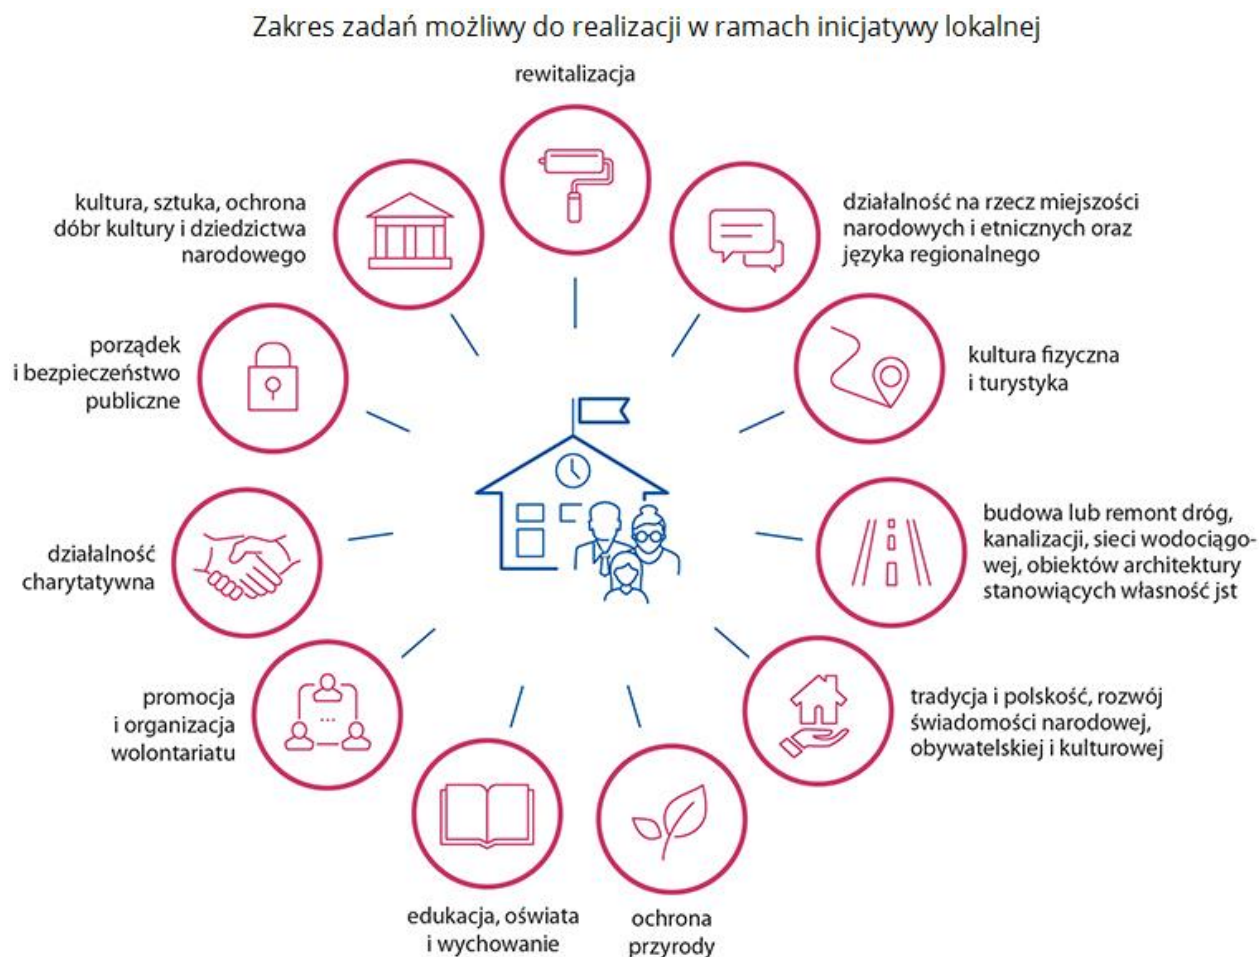 Zakres zadań możliwy do realizacji w ramach inicjatywy lokalnej
rewitalizacja
działalność na rzecz miejszości
narodowych i etnicznych oraz
języka regionalnego
kultura fizyczna
i turystyka
budowa lub remont dróg,
kanalizacji, sieci wodociągo-
wej, obiektów architektury
stanowiących własność jst
tradycja i polskość, rozwój
świadomości narodowej,
obywatelskiej i kulturowej
ochrona
przyrody
edukacja, oświata
i wychowanie
promocja
i organizacja
wolontariatu
działalność
charytatywna
porządek
i bezpieczeństwo
publiczne
kultura, sztuka, ochrona
dóbr kultury i dziedzictwa
narodowego